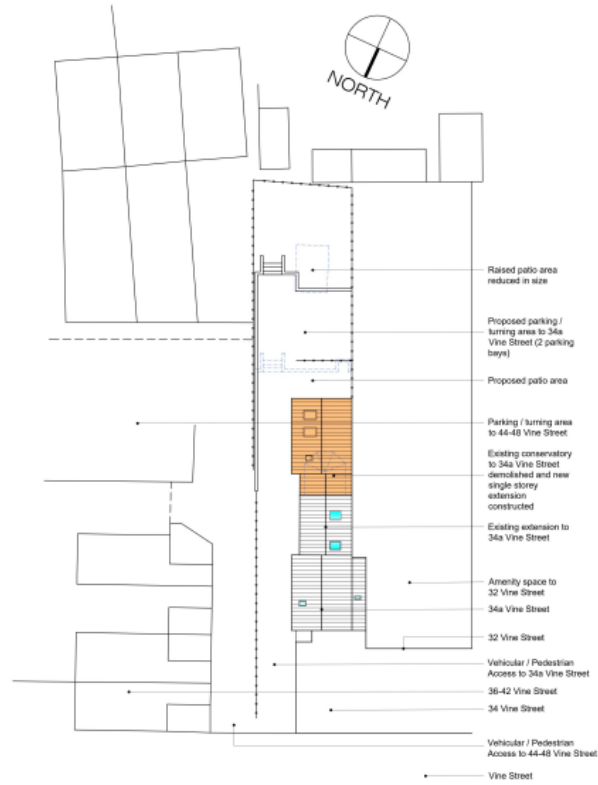 NORTH
Raised patio area
reduced in size
Proposed parking /
turning area to 34a
Vine Street (2 parking
bays)
Proposed patio area
Parking / turning area
to 44-48 Vine Street
Existing conservatory
to 34a Vine Street
demolished and new
single storey
extension
constructed
Existing extension to
34a Vine Street
Amenity space to
32 Vine Street
34a Vine Street
32 Vine Street
Vehicular / Pedestrian
Access to 34a Vine Street
36-42 Vine Street
34 Vine Street
Vehicular / Pedestrian
Access to 44-48 Vine Street
Vine Street